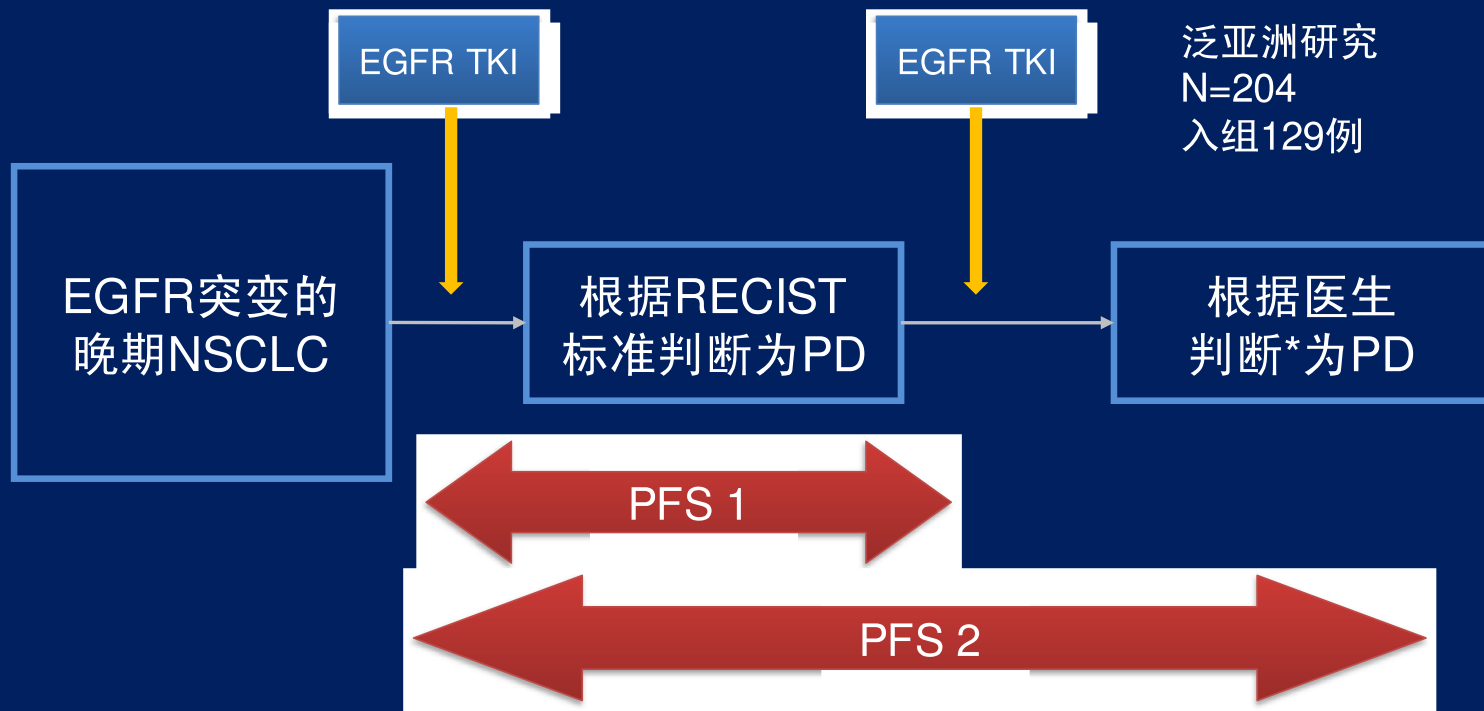 EGFR TKI
EGFR TKI
泛亚洲研究
N=204
入组129例
EGFR突变的
晚期NSCLC
根据RECIST
标准判断为PD
根据医生
判断*为PD
PFS 1
PFS 2